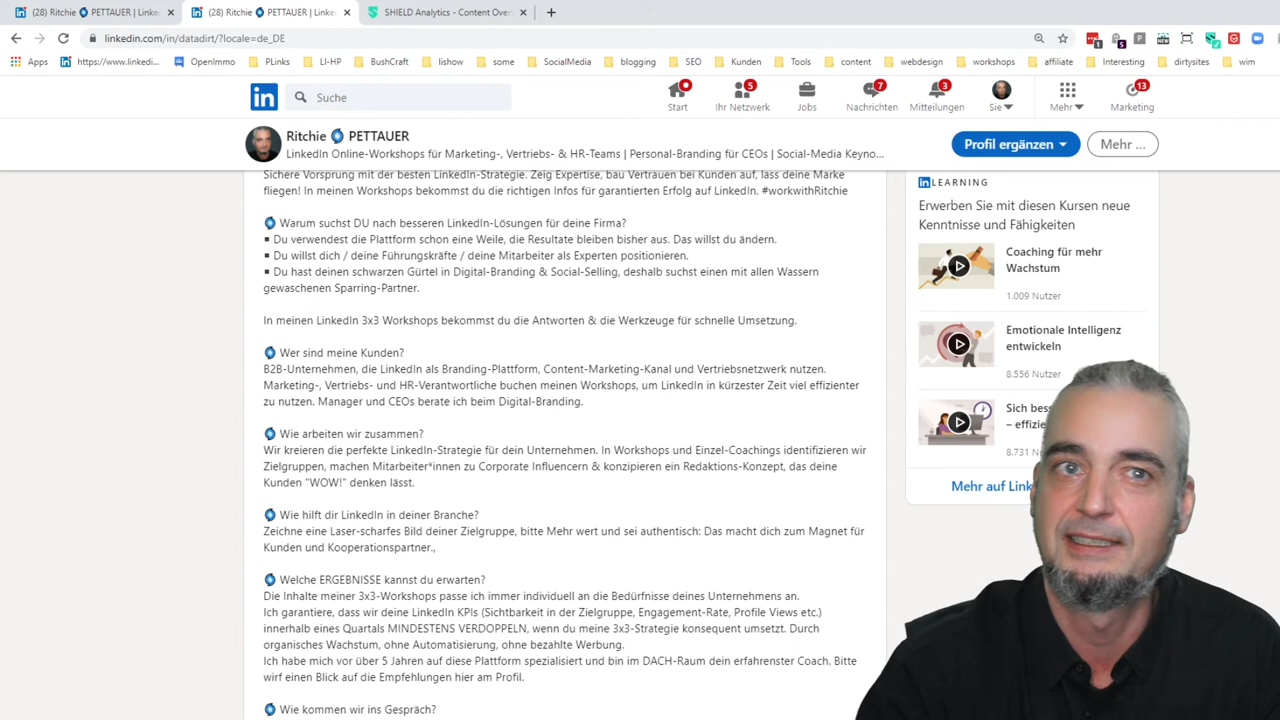 (28) Ritchie PETTAUER | Linke
(28) Ritchie PETTAUER | Linke
SHIELD Analytics - Content Over
linkedin.com/in/datadirt/?locale=de_DE
Apps
https://www.linkedi...
OpenImmo
PLinks
LI-HP
BushCraft
lishow
some
SocialMedia
blogging
SEO
Kunden
Tools
content
webdesign
workshops
affiliate
Interesting
dirtysites
wim
in
Suche
Start
5
Ihr Netzwerk
Jobs
7
Nachrichten
3
Mitteilungen
Sie
Mehr
13
Marketing
Ritchie PETTAUER
LinkedIn Online-Workshops für Marketing-, Vertriebs- & HR-Teams | Personal-Branding für CEOs | Social-Media Keyno...
Profil ergänzen
Mehr ...
Sichere Vorsprung mit der besten LinkedIn-Strategie. Zeig Expertise, bau Vertrauen bei Kunden auf, lass deine Marke
fliegen! In meinen Workshops bekommst du die richtigen Infos für garantierten Erfolg auf LinkedIn. #workwithRitchie
Warum suchst DU nach besseren LinkedIn-Lösungen für deine Firma?
▪ Du verwendest die Plattform schon eine Weile, die Resultate bleiben bisher aus. Das willst du ändern.
▪ Du willst dich / deine Führungskräfte / deine Mitarbeiter als Experten positionieren.
▪ Du hast deinen schwarzen Gürtel in Digital-Branding & Social-Selling, deshalb suchst einen mit allen Wassern
gewaschenen Sparring-Partner.
In meinen LinkedIn 3x3 Workshops bekommst du die Antworten & die Werkzeuge für schnelle Umsetzung.
Wer sind meine Kunden?
B2B-Unternehmen, die LinkedIn als Branding-Plattform, Content-Marketing-Kanal und Vertriebsnetzwerk nutzen.
Marketing-, Vertriebs- und HR-Verantwortliche buchen meinen Workshops, um LinkedIn in kürzester Zeit viel effizienter
zu nutzen. Manager und CEOs berate ich beim Digital-Branding.
Wie arbeiten wir zusammen?
Wir kreieren die perfekte LinkedIn-Strategie für dein Unternehmen. In Workshops und Einzel-Coachings identifizieren wir
Zielgruppen, machen Mitarbeiter*innen zu Corporate Influencern & konzipieren ein Redaktions-Konzept, das deine
Kunden "WOW!" denken lässt.
Wie hilft dir LinkedIn in deiner Branche?
Zeichne eine Laser-scharfes Bild deiner Zielgruppe, bitte Mehr wert und sei authentisch: Das macht dich zum Magnet für
Kunden und Kooperationspartner.,
Welche ERGEBNISSE kannst du erwarten?
Die Inhalte meiner 3x3-Workshops passe ich immer individuell an die Bedürfnisse deines Unternehmens an.
Ich garantiere, dass wir deine LinkedIn KPIs (Sichtbarkeit in der Zielgruppe, Engagement-Rate, Profile Views etc.)
innerhalb eines Quartals MINDESTENS VERDOPPELN, wenn du meine 3x3-Strategie konsequent umsetzt. Durch
organisches Wachstum, ohne Automatisierung, ohne bezahlte Werbung.
Ich habe mich vor über 5 Jahren auf diese Plattform spezialisiert und bin im DACH-Raum dein erfahrenster Coach. Bitte
wirf einen Blick auf die Empfehlungen hier am Profil.
Wie kommen wir ins Gespräch?
in LEARNING
Erwerben Sie mit diesen Kursen neue
Kenntnisse und Fähigkeiten
Coaching für mehr
Wachstum
1.009 Nutzer
Emotionale Intelligenz
entwickeln
8.556 Nutzer
Sich bes
– effizie
8.731 N
Mehr auf Link